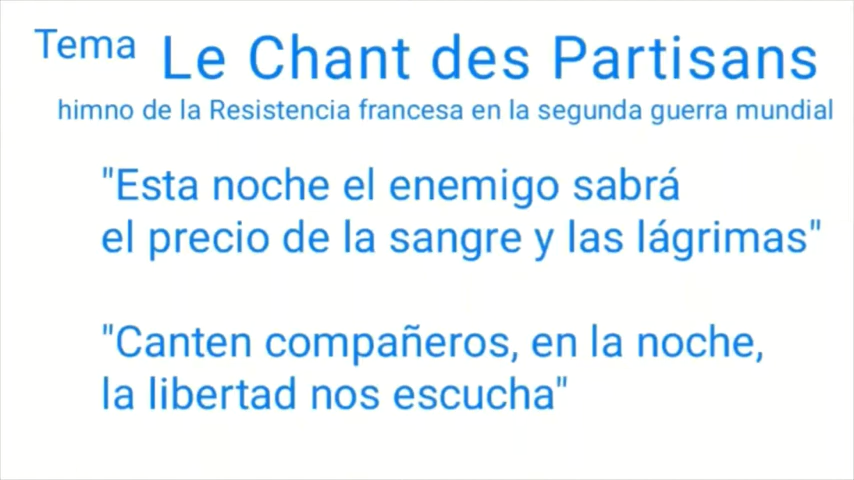 Tema Le Chant des Partisans
himno de la Resistencia francesa en la segunda guerra mundial
"Esta noche el enemigo sabrá
el precio de la sangre y las lágrimas"
"Canten compañeros, en la noche,
la libertad nos escucha"